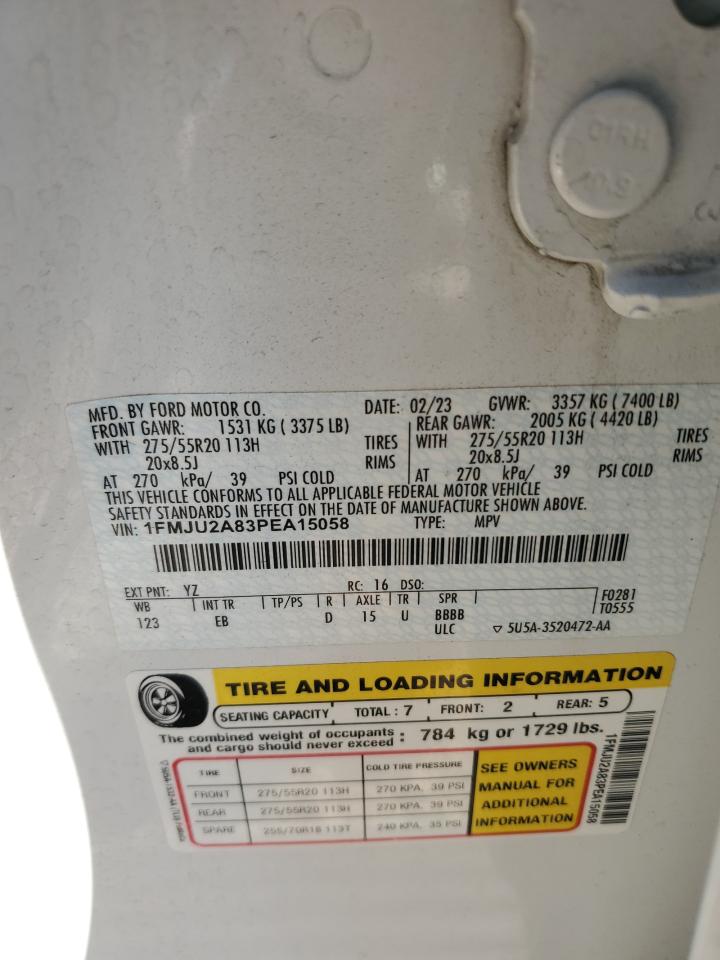 C1RH
MFD. BY FORD MOTOR CO. DATE: 02/23 GVWR: 3357 KG ( 7400 LB)
FRONT GAWR: 1531 KG ( 3375 LB) REAR GAWR: 2005 KG ( 4420 LB)
WITH 275/55R20 113H TIRES WITH 275/55R20 113H TIRES
20x8.5J RIMS 20x8.5J RIMS
AT 270 kPa/ 39 PSI COLD AT 270 kPa/ 39 PSI COLD
THIS VEHICLE CONFORMS TO ALL APPLICABLE FEDERAL MOTOR VEHICLE
SAFETY STANDARDS IN EFFECT ON THE DATE OF MANUFACTURE SHOWN ABOVE.
VIN: 1FMJU2A83PEA15058 TYPE: MPV
EXT PNT: YZ RC: 16 DSO:
WB INT TR TP/PS R AXLE TR SPR F0281
123 EB D 15 U BBBB T0555
ULC ▽ 5U5A-3520472-AA
TIRE AND LOADING INFORMATION
SEATING CAPACITY TOTAL : 7 FRONT: 2 REAR: 5
The combined weight of occupants
and cargo should never exceed : 784 kg or 1729 lbs.
TIRE SIZE COLD TIRE PRESSURE
FRONT 275/55R20 113H 270 KPA, 39 PSI
REAR 275/55R20 113H 270 KPA, 39 PSI
SPARE 255/70R18 113T 240 KPA, 35 PSI
SEE OWNERS
MANUAL FOR
ADDITIONAL
INFORMATION
1FMJU2A83PEA15058